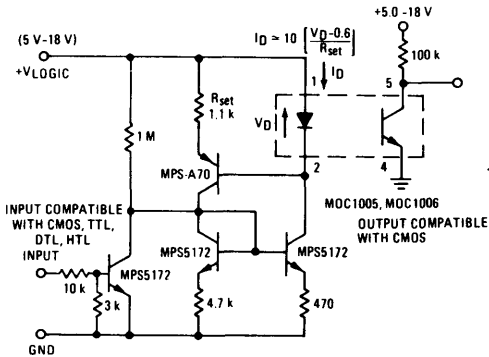 +5.0 -18 V
I_D ≃ 10 [V_D-0.6 / R_set]
(5 V-18 V)
+V_LOGIC
100 k
1
I_D
5
R_set
1.1 k
V_D
1 M
2
4
MPS-A70
MOC1005, MOC1006
INPUT COMPATIBLE
WITH CMOS, TTL,
DTL, HTL
INPUT
OUTPUT COMPATIBLE
WITH CMOS
MPS5172
MPS5172
MPS5172
10 k
3 k
4.7 k
470
GND